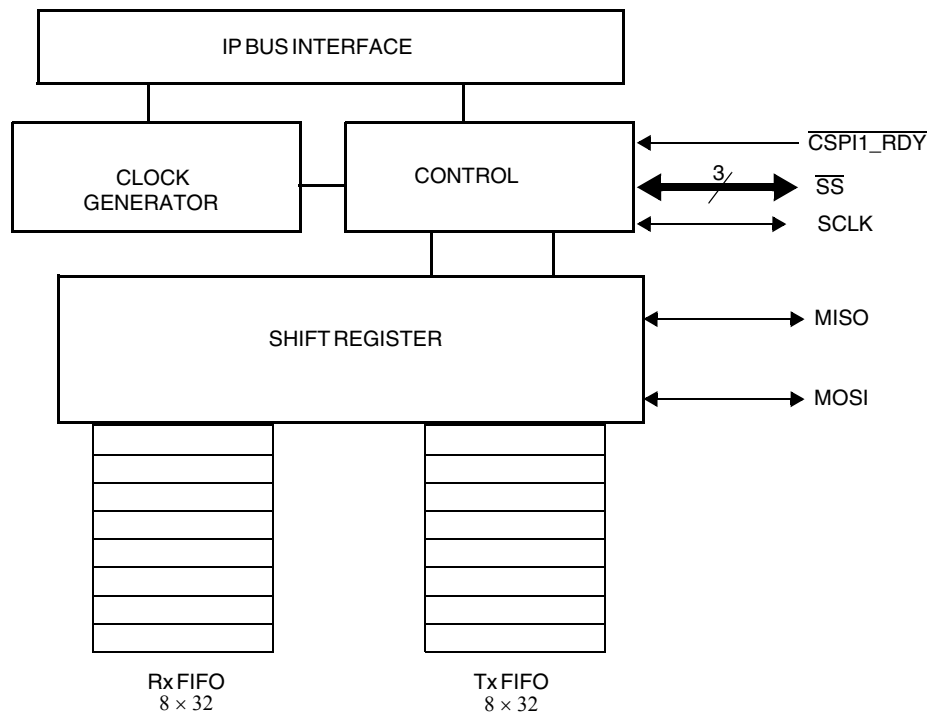 IP BUS INTERFACE
CLOCK
GENERATOR
CONTROL
CSPI1_RDY
3
SS
SCLK
SHIFT REGISTER
MISO
MOSI
Rx FIFO
8 × 32
Tx FIFO
8 × 32